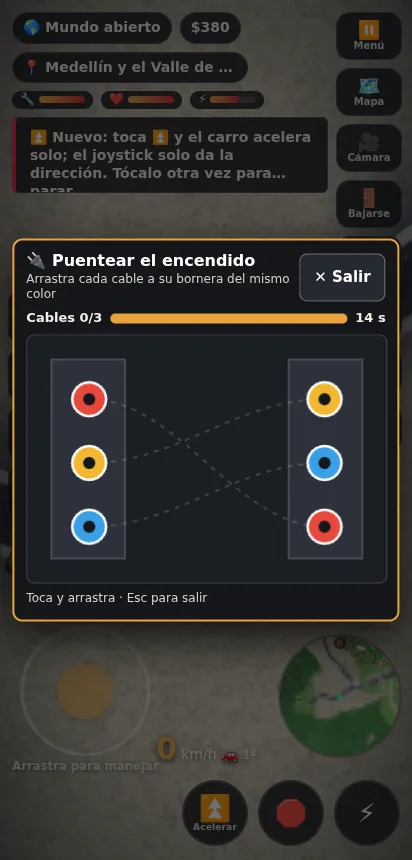 🌎 Mundo abierto
$380
Menú
📍 Medellín y el Valle de ...
Mapa
⏫ Nuevo: toca ⏫ y el carro acelera
solo; el joystick solo da la
dirección. Tócalo otra vez para...
parar
Cámara
Bajarse
🔌 Puentear el encendido
Arrastra cada cable a su bornera del mismo
color
× Salir
Cables 0/3
14 s
Toca y arrastra · Esc para salir
Arrastra para manejar
0 km/h 🚗 1ª
Acelerar